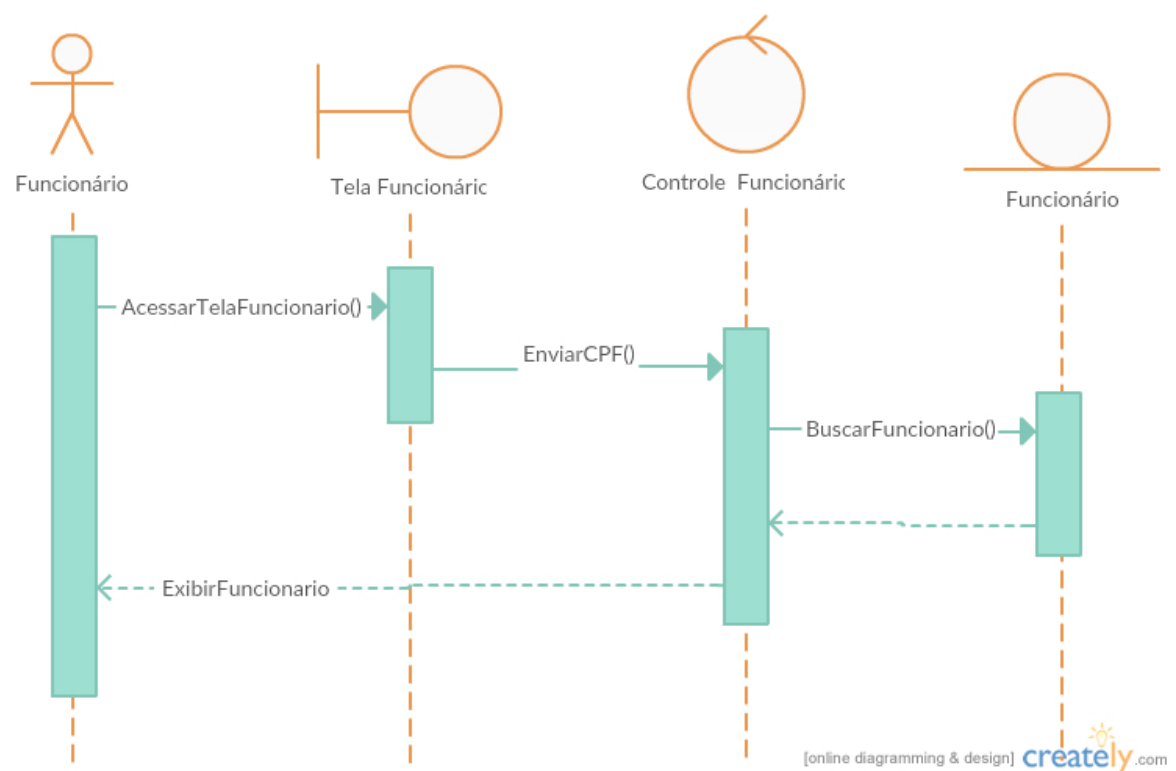 Funcionário
Tela Funcionáric
Controle Funcionáric
Funcionário
AcessarTelaFuncionario()
EnviarCPF()
BuscarFuncionario()
ExibirFuncionario
[online diagramming & design] creately.com